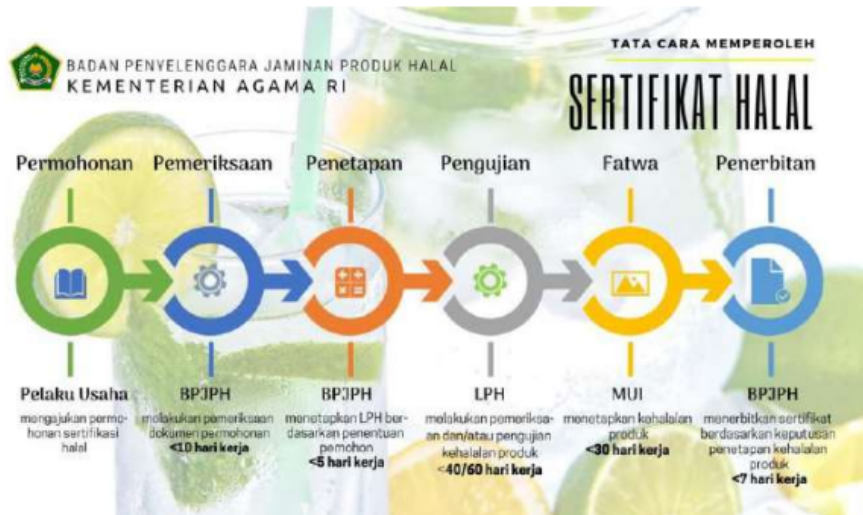 BADAN PENYELENGGARA JAMINAN PRODUK HALAL
KEMENTERIAN AGAMA RI
TATA CARA MEMPEROLEH
SERTIFIKAT HALAL
Permohonan
Pemeriksaan
Penetapan
Pengujian
Fatwa
Penerbitan
Pelaku Usaha
mengajukan permo-
honan sertifikasi
halal
BPJPH
melakukan pemeriksaan
dokumen permohonan
<10 hari kerja
BPJPH
menetapkan LPH ber-
dasarkan penentuan
pemohon
<5 hari kerja
LPH
melakukan pemeriksa-
an dan/atau pengujian
kehalalan produk
<40/60 hari kerja
MUI
menetapkan kehalalan
produk
<30 hari kerja
BPJPH
menerbitkan sertifikat
berdasarkan keputusan
penetapan kehalalan
produk
<7 hari kerja